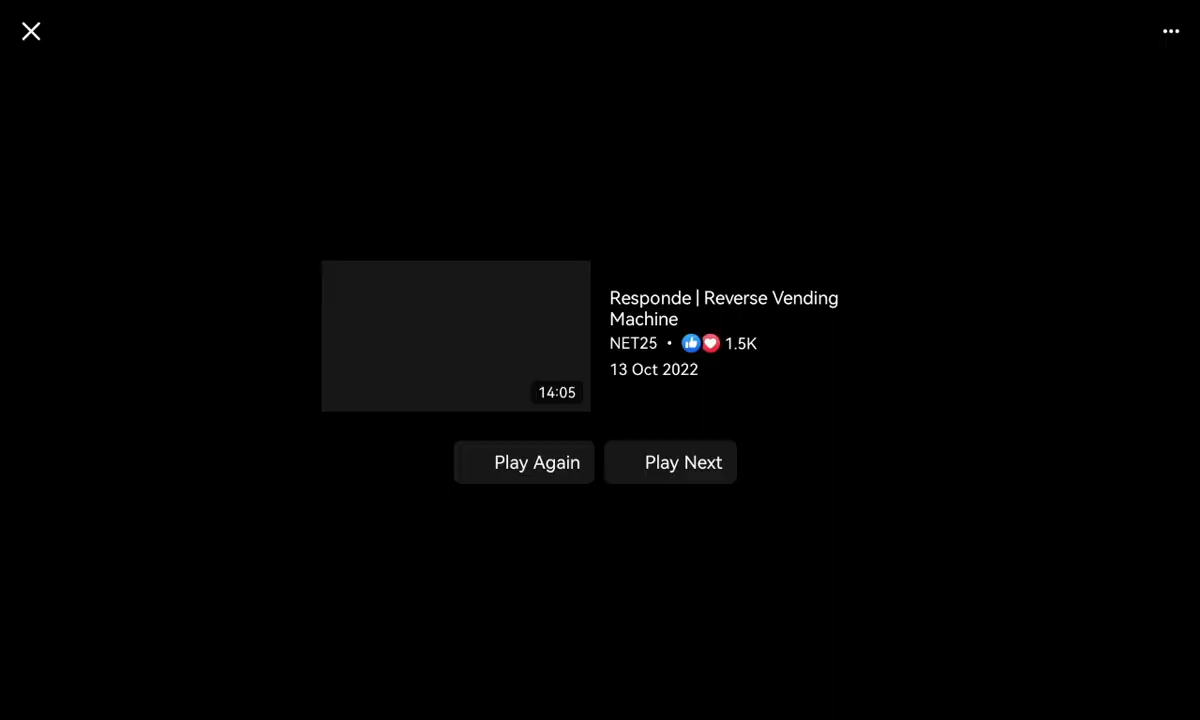 Responde | Reverse Vending
Machine
NET25 • 1.5K
13 Oct 2022
14:05
Play Again
Play Next